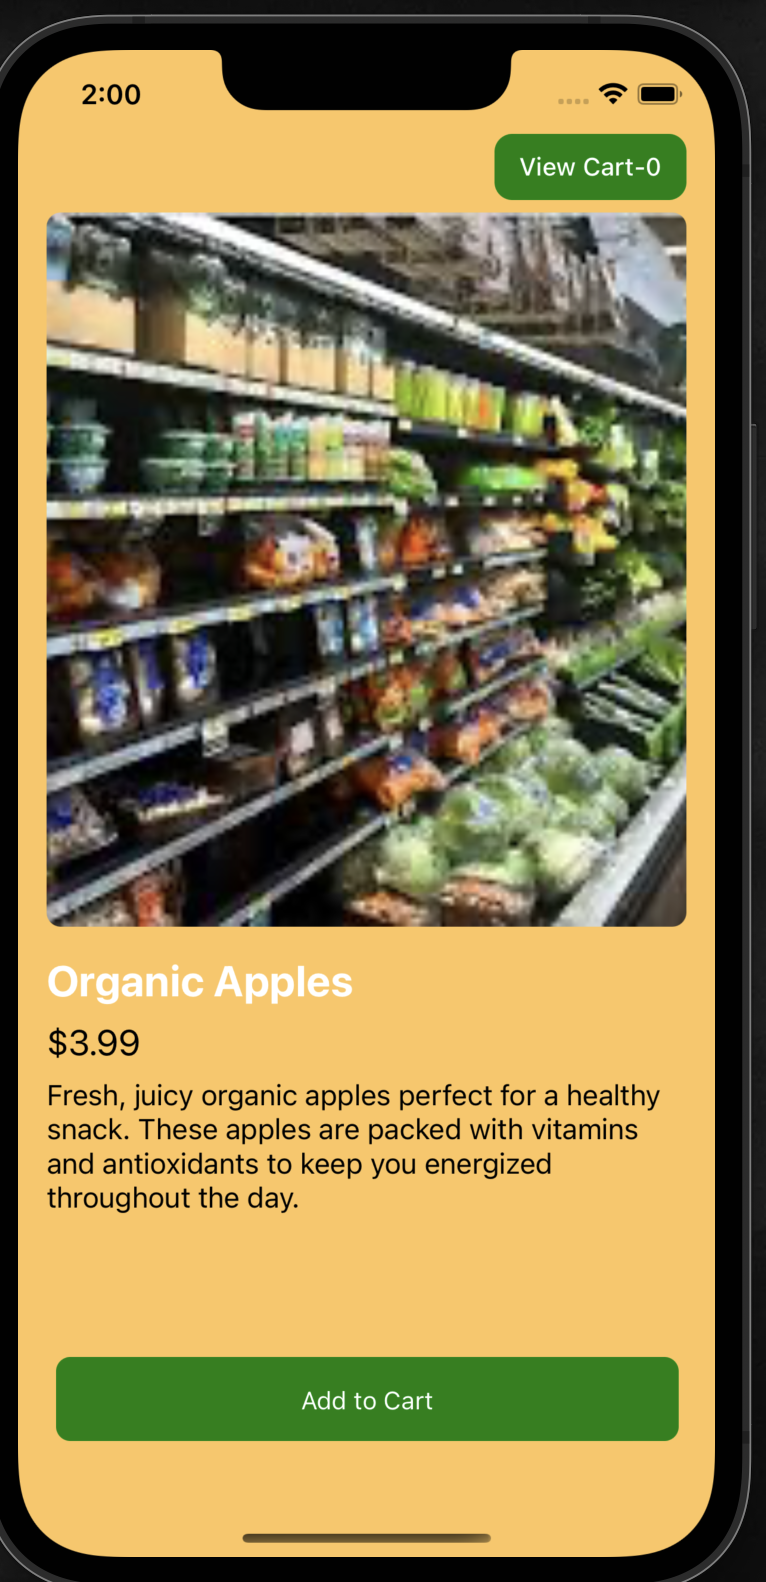 2:00
View Cart-0
Organic Apples
$3.99
Fresh, juicy organic apples perfect for a healthy
snack. These apples are packed with vitamins
and antioxidants to keep you energized
throughout the day.
Add to Cart